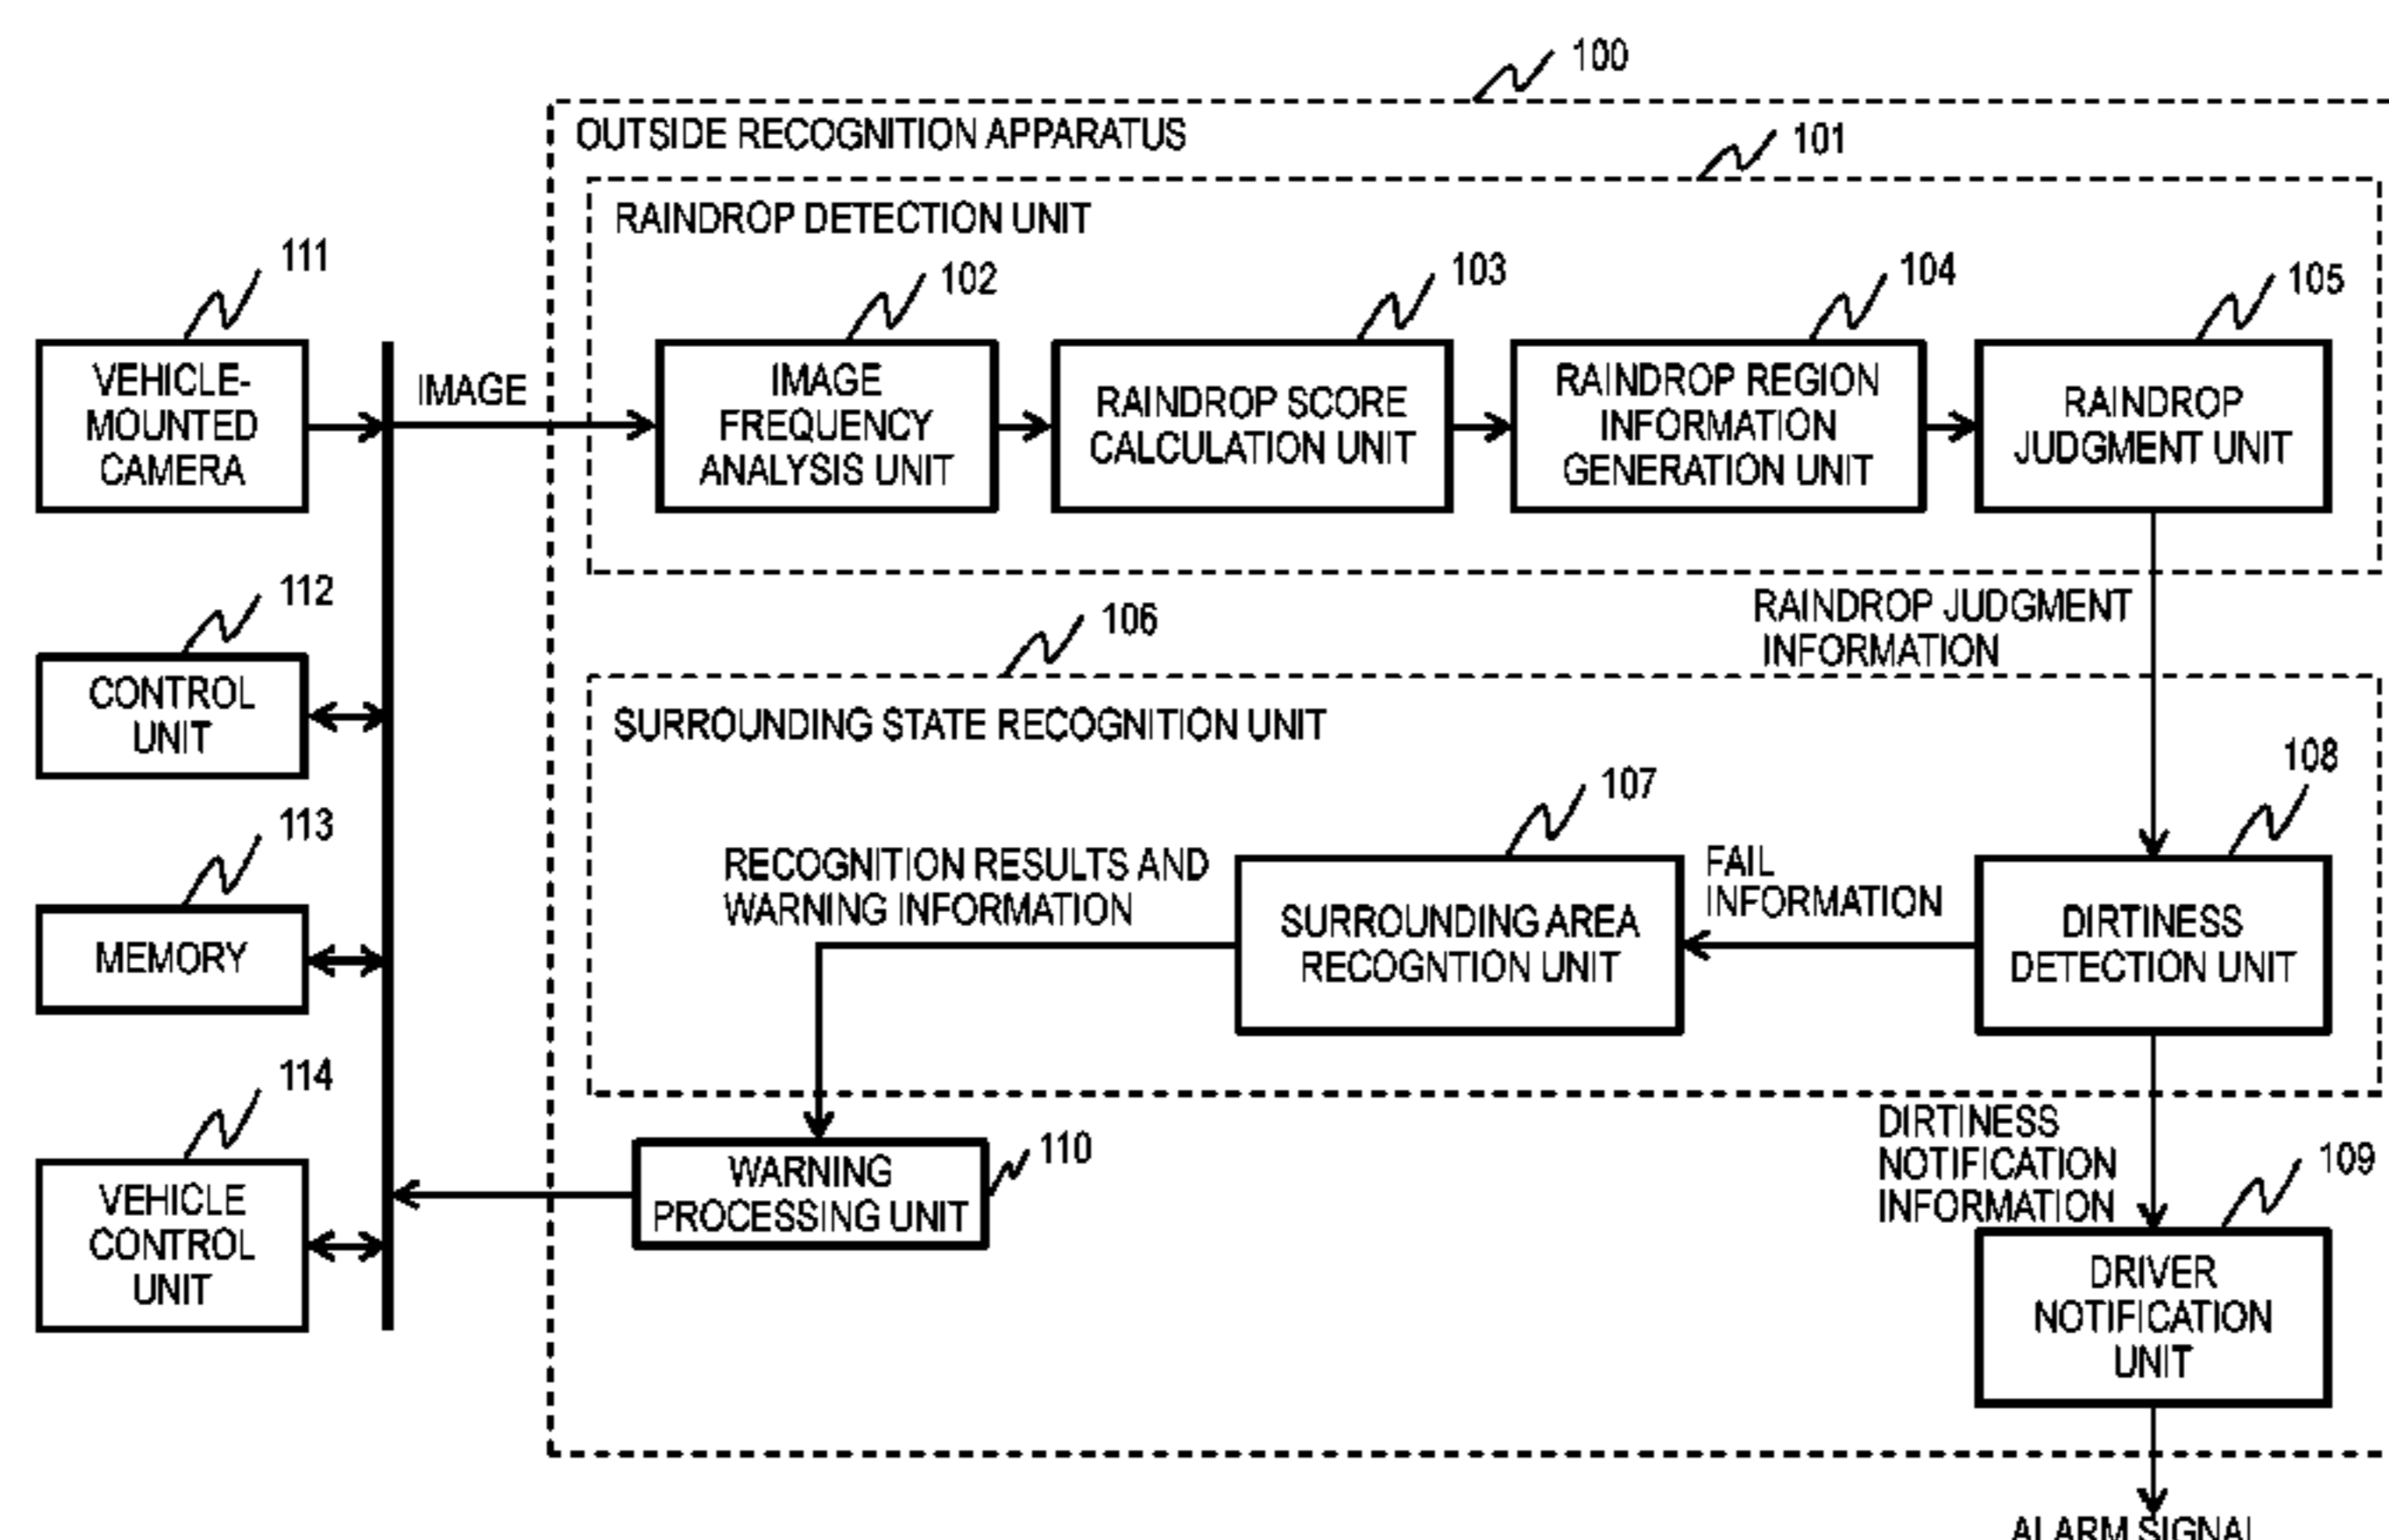 100
OUTSIDE RECOGNITION APPARATUS
101
RAINDROP DETECTION UNIT
111
102
103
104
105
VEHICLE-
MOUNTED
CAMERA
IMAGE
IMAGE
FREQUENCY
ANALYSIS UNIT
RAINDROP SCORE
CALCULATION UNIT
RAINDROP REGION
INFORMATION
GENERATION UNIT
RAINDROP
JUDGMENT UNIT
112
CONTROL
UNIT
RAINDROP JUDGMENT
INFORMATION
106
SURROUNDING STATE RECOGNITION UNIT
113
MEMORY
107
108
RECOGNITION RESULTS AND
WARNING INFORMATION
SURROUNDING AREA
RECOGNTION UNIT
FAIL
INFORMATION
DIRTINESS
DETECTION UNIT
114
VEHICLE
CONTROL
UNIT
WARNING
PROCESSING UNIT
110
DIRTINESS
NOTIFICATION
INFORMATION
109
DRIVER
NOTIFICATION
UNIT
ALARM SIGNAL